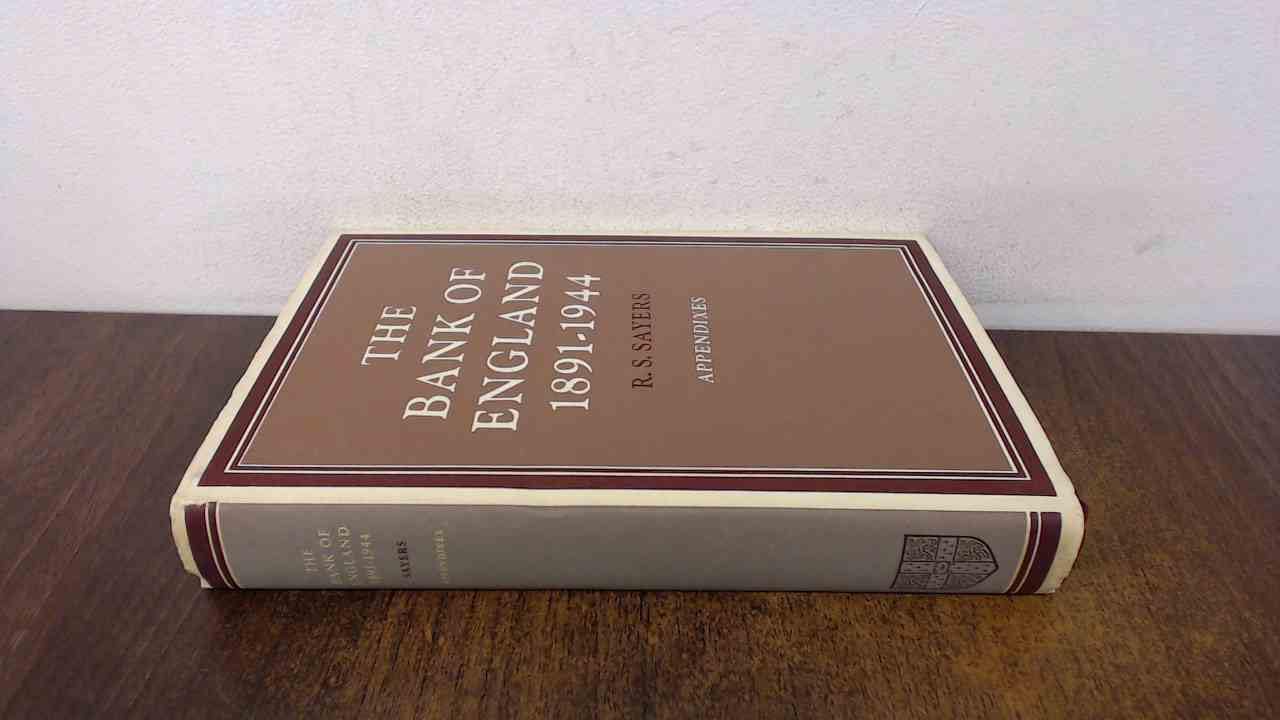 THE
BANK OF
ENGLAND
1891-1944
R. S. SAYERS
APPENDIXES
THE
BANK OF
ENGLAND
1891-1944
SAYERS
APPENDIXES